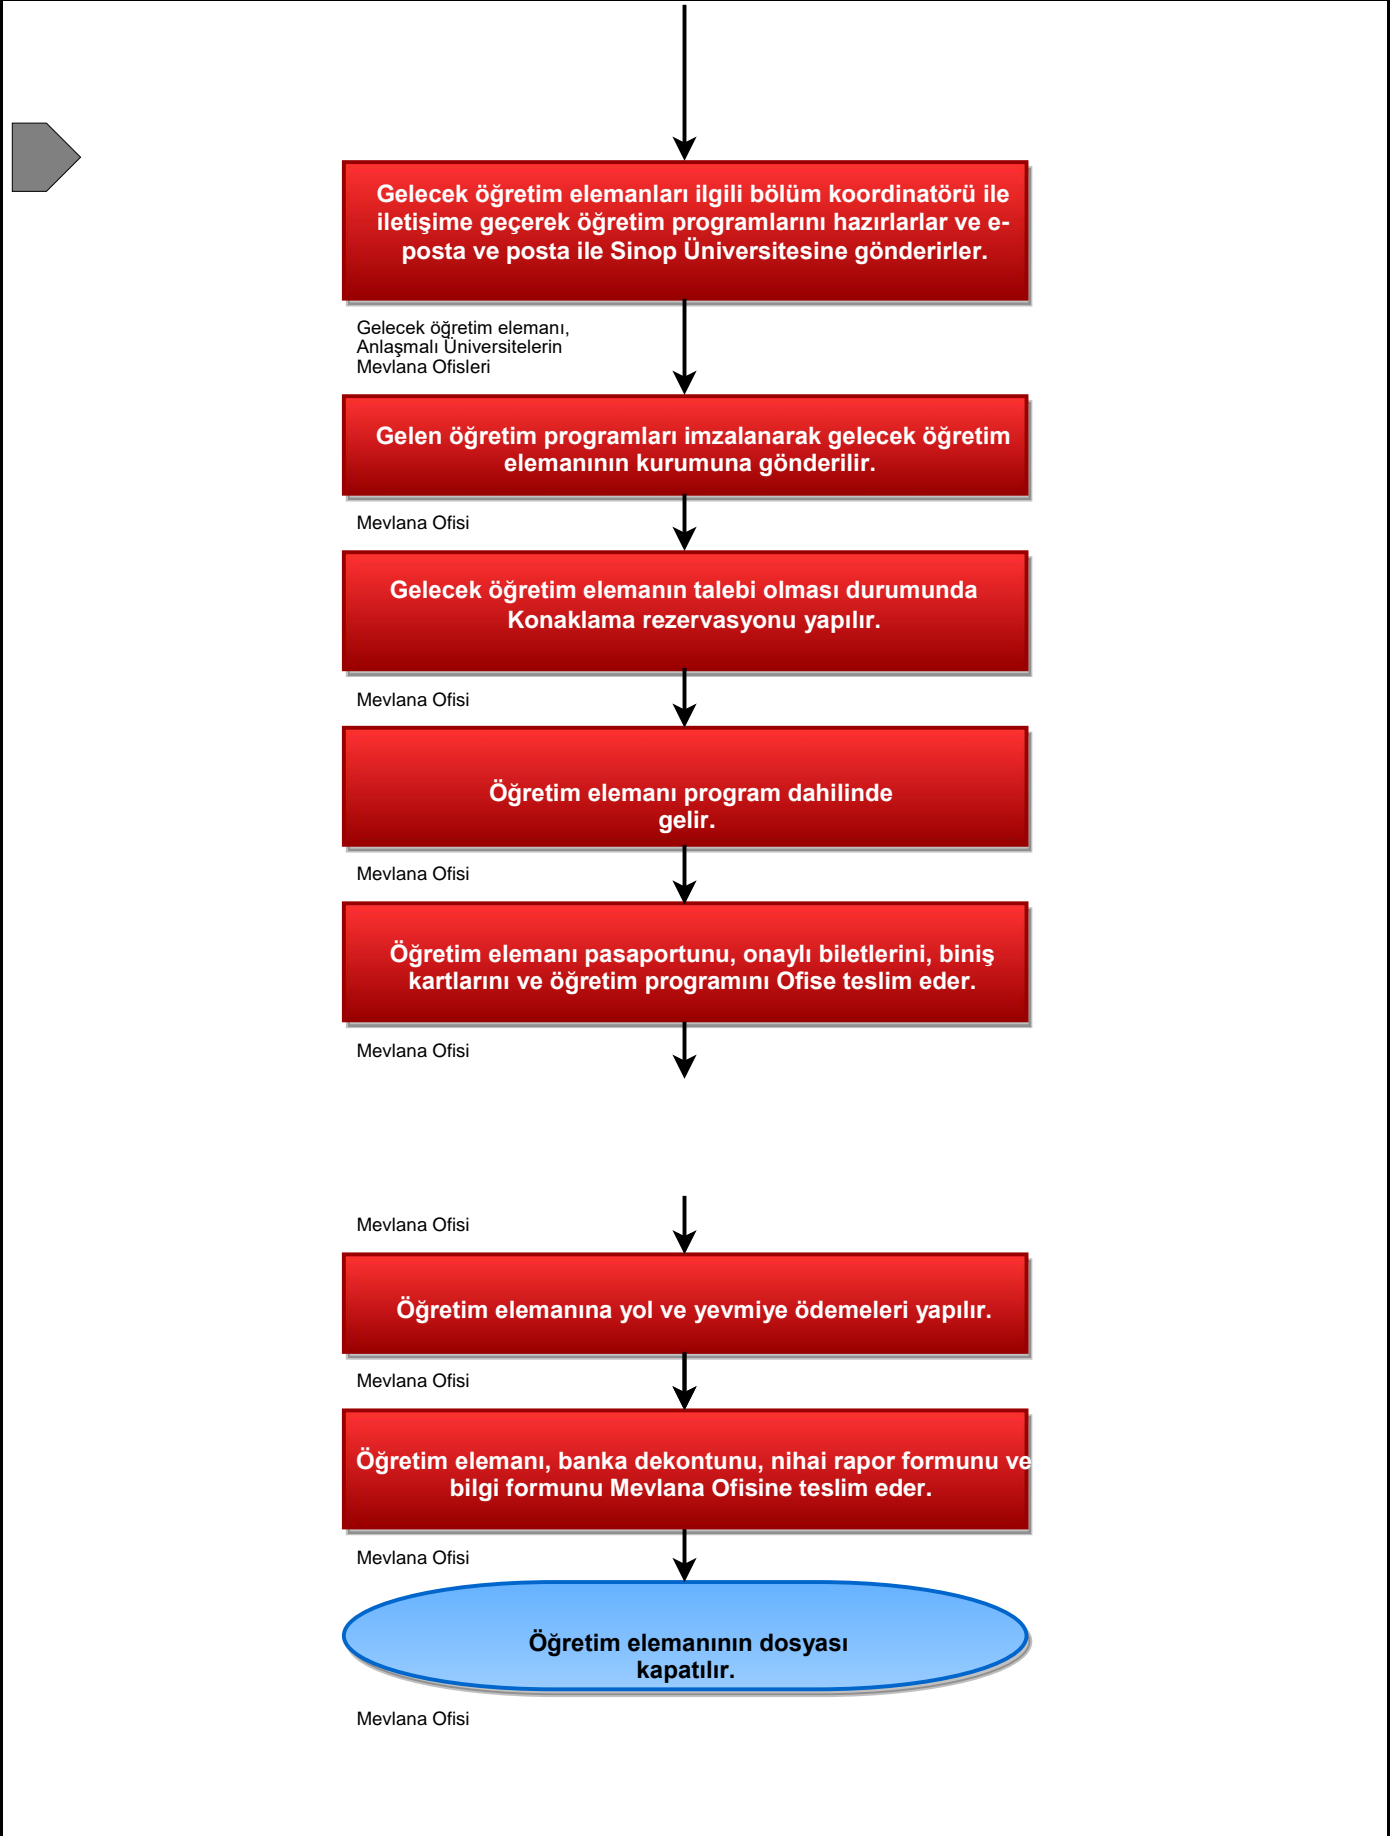 Gelecek öğretim elemanları ilgili bölüm koordinatörü ile
iletişime geçerek öğretim programlarını hazırlarlar ve e-
posta ve posta ile Sinop Üniversitesine gönderirler.
Gelecek öğretim elemanı,
Anlaşmalı Üniversitelerin
Mevlana Ofisleri
Gelen öğretim programları imzalanarak gelecek öğretim
elemanının kurumuna gönderilir.
Mevlana Ofisi
Gelecek öğretim elemanın talebi olması durumunda
Konaklama rezervasyonu yapılır.
Mevlana Ofisi
Öğretim elemanı program dahilinde
gelir.
Mevlana Ofisi
Öğretim elemanı pasaportunu, onaylı biletlerini, biniş
kartlarını ve öğretim programını Ofise teslim eder.
Mevlana Ofisi
Mevlana Ofisi
Öğretim elemanına yol ve yevmiye ödemeleri yapılır.
Mevlana Ofisi
Öğretim elemanı, banka dekontunu, nihai rapor formunu ve
bilgi formunu Mevlana Ofisine teslim eder.
Mevlana Ofisi
Öğretim elemanının dosyası
kapatılır.
Mevlana Ofisi